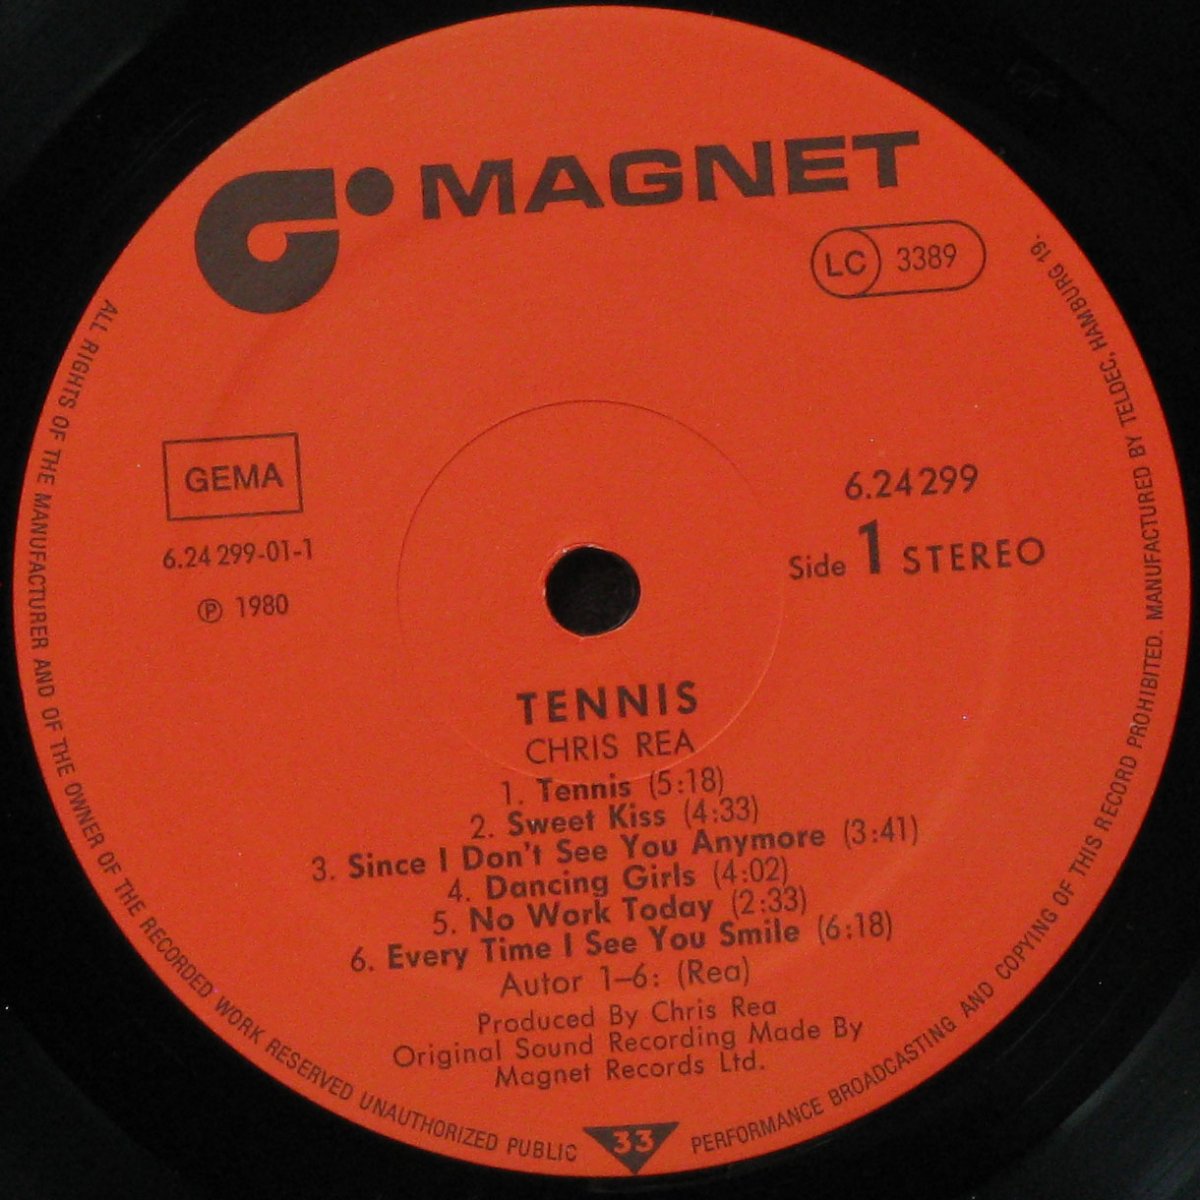 MAGNET
LC 3389
GEMA
6.24 299-01-1
℗ 1980
6.24 299
Side 1 STEREO
TENNIS
CHRIS REA
1. Tennis (5:18)
2. Sweet Kiss (4:33)
3. Since I Don't See You Anymore (3:41)
4. Dancing Girls (4:02)
5. No Work Today (2:33)
6. Every Time I See You Smile (6:18)
Autor 1–6: (Rea)
Produced By Chris Rea
Original Sound Recording Made By
Magnet Records Ltd.
33
ALL RIGHTS OF THE MANUFACTURER AND OF THE OWNER OF THE RECORDED WORK RESERVED UNAUTHORIZED PUBLIC PERFORMANCE BROADCASTING AND COPYING OF THIS RECORD PROHIBITED. MANUFACTURED BY TELDEC, HAMBURG 19.